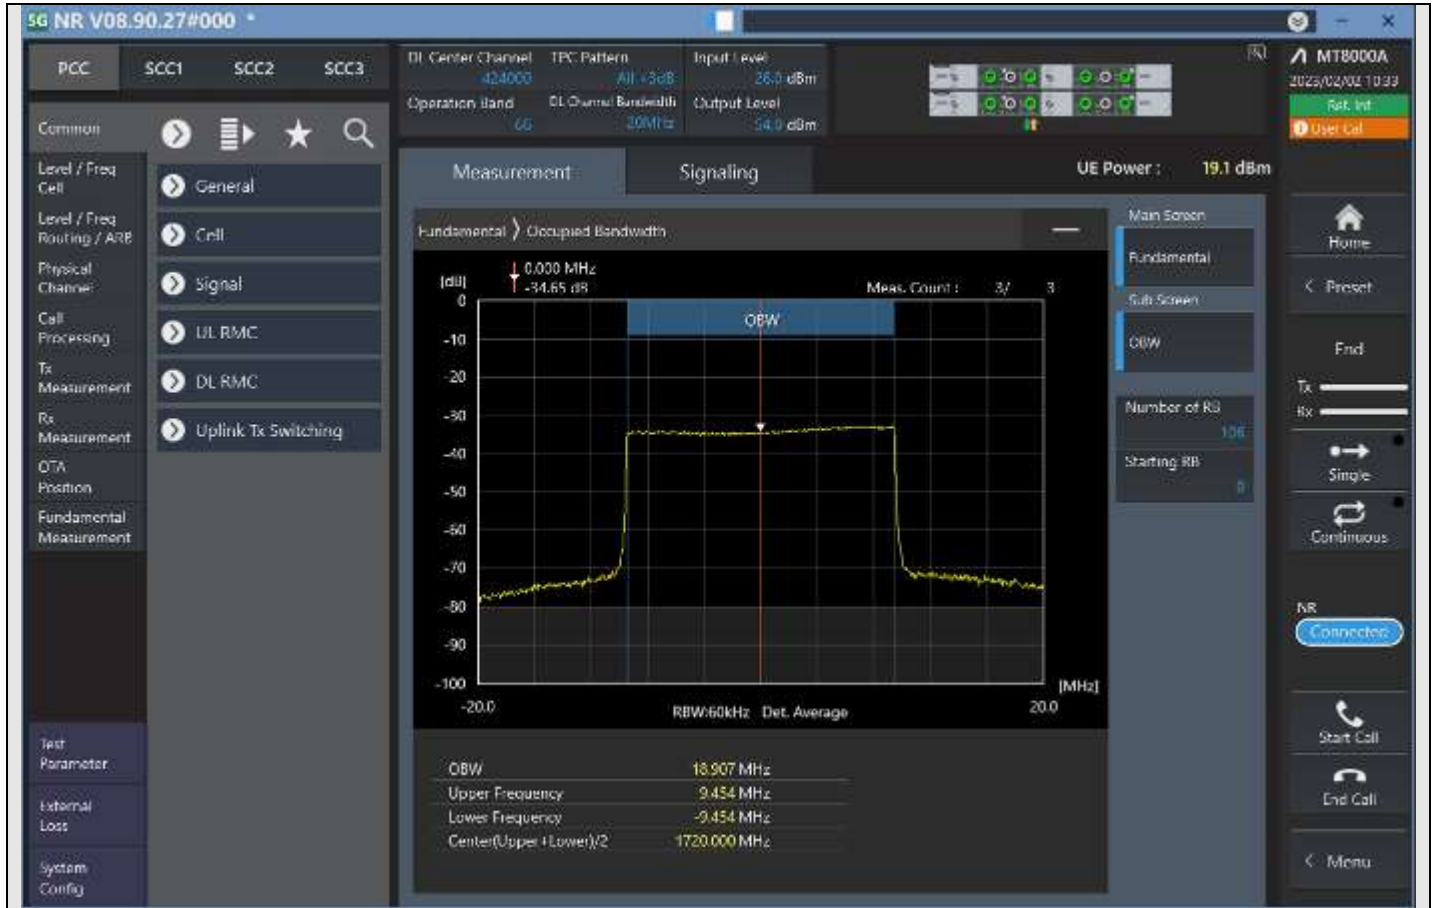 5G NR V08.90.27#000 *
PCC SCC1 SCC2 SCC3
DL Center Channel
424000
TPC Pattern
All +3dB
Input Level
26.0 dBm
Operation Band
66
DL Channel Bandwidth
20MHz
Output Level
-54.0 dBm
MT8000A
2023/02/02 10:33
Ref. Int
User Cal
Common
Level / Freq
Cell
Level / Freq
Routing / ARB
Physical
Channel
Call
Processing
Tx
Measurement
Rx
Measurement
OTA
Position
Fundamental
Measurement
Test
Parameter
External
Loss
System
Config
General
Cell
Signal
UL RMC
DL RMC
Uplink Tx Switching
Measurement Signaling
UE Power : 19.1 dBm
Fundamental ⟩ Occupied Bandwidth
[dB]
0.000 MHz
-34.65 dB
Meas. Count : 3/ 3
OBW
0
-10
-20
-30
-40
-50
-60
-70
-80
-90
-100
[MHz]
-20.0
RBW:60kHz Det. Average
20.0
OBW 18.907 MHz
Upper Frequency 9.454 MHz
Lower Frequency -9.454 MHz
Center(Upper+Lower)/2 1720.000 MHz
Main Screen
Fundamental
Sub Screen
OBW
Number of RB
106
Starting RB
0
Home
< Preset
End
Tx
Rx
Single
Continuous
NR
Connected
Start Call
End Call
< Menu